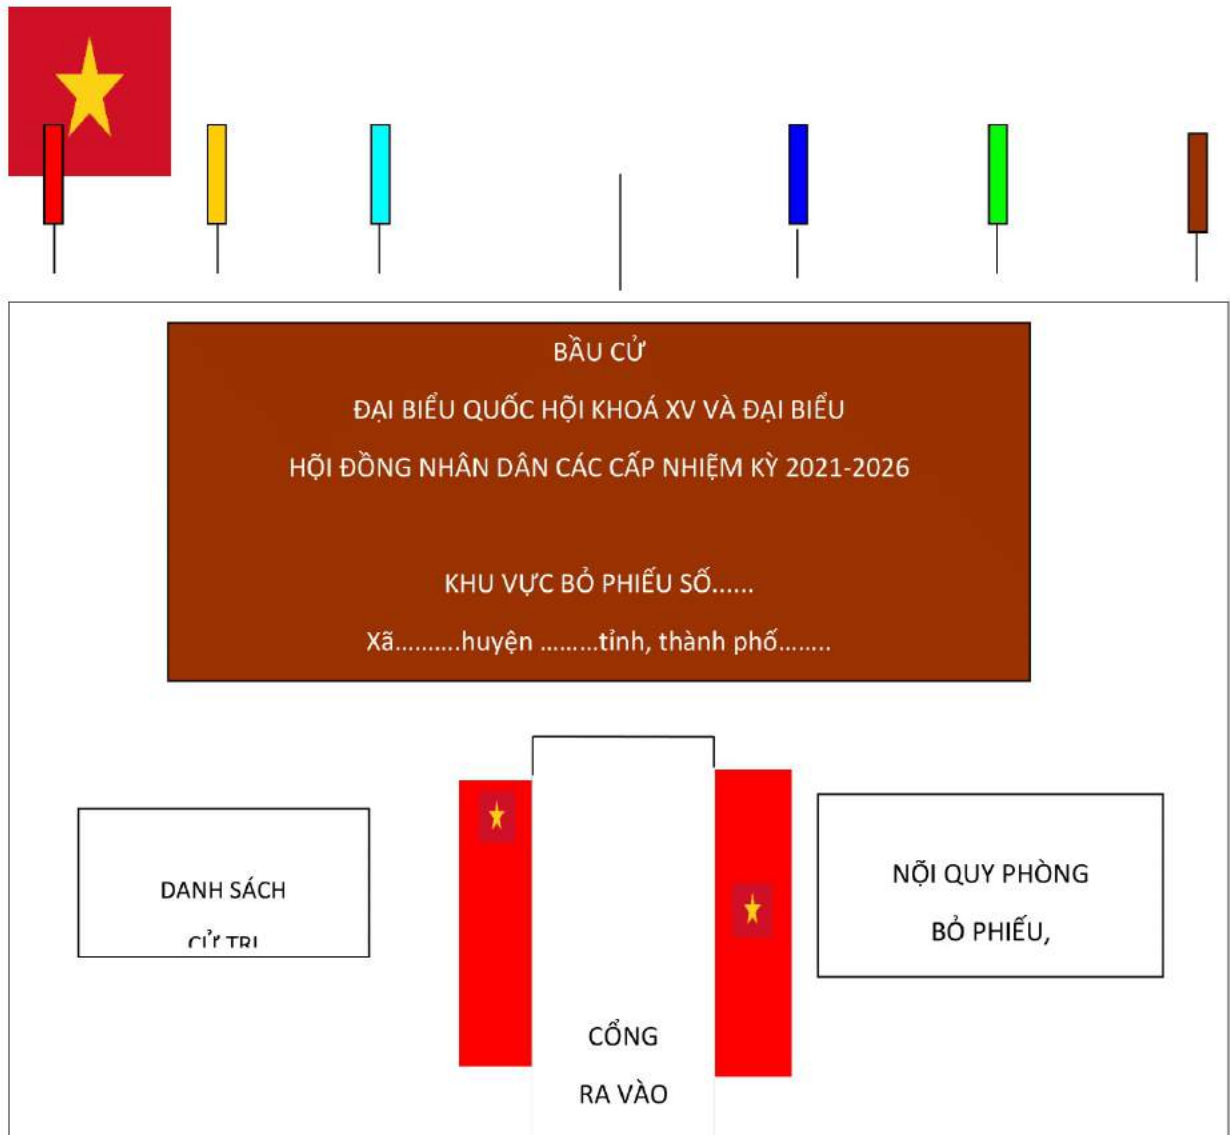 BẦU CỬ
ĐẠI BIỂU QUỐC HỘI KHOÁ XV VÀ ĐẠI BIỂU
HỘI ĐỒNG NHÂN DÂN CÁC CẤP NHIỆM KỲ 2021-2026
KHU VỰC BỎ PHIẾU SỐ......
Xã..........huyện .........tỉnh, thành phố........
DANH SÁCH
CỬ TRI
NỘI QUY PHÒNG
BỎ PHIẾU,
CỔNG
RA VÀO